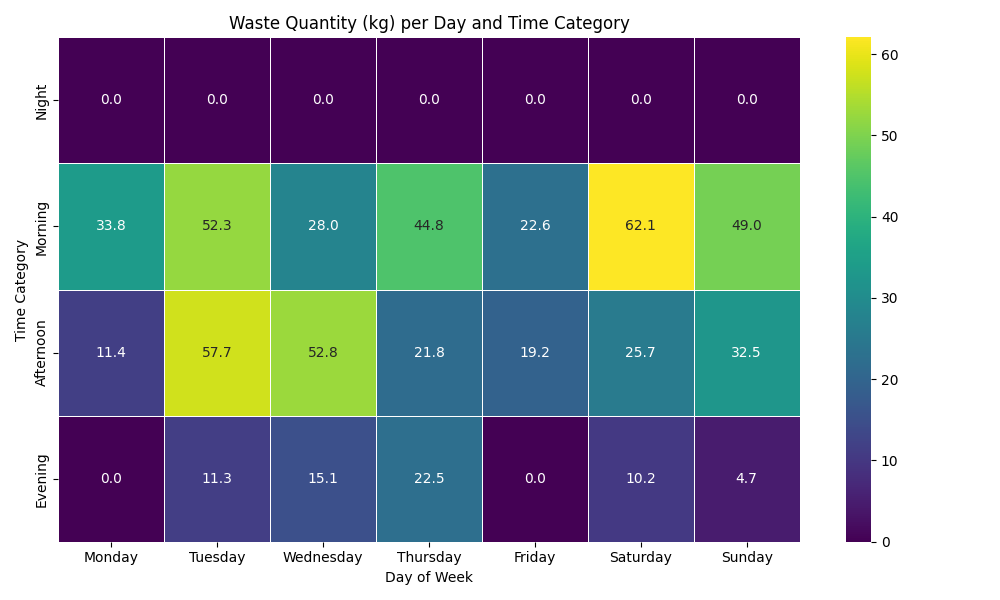 Waste Quantity (kg) per Day and Time Category
Time Category
Night
0.0 0.0 0.0 0.0 0.0 0.0 0.0
Morning
33.8 52.3 28.0 44.8 22.6 62.1 49.0
Afternoon
11.4 57.7 52.8 21.8 19.2 25.7 32.5
Evening
0.0 11.3 15.1 22.5 0.0 10.2 4.7
Monday Tuesday Wednesday Thursday Friday Saturday Sunday
Day of Week
60
50
40
30
20
10
0